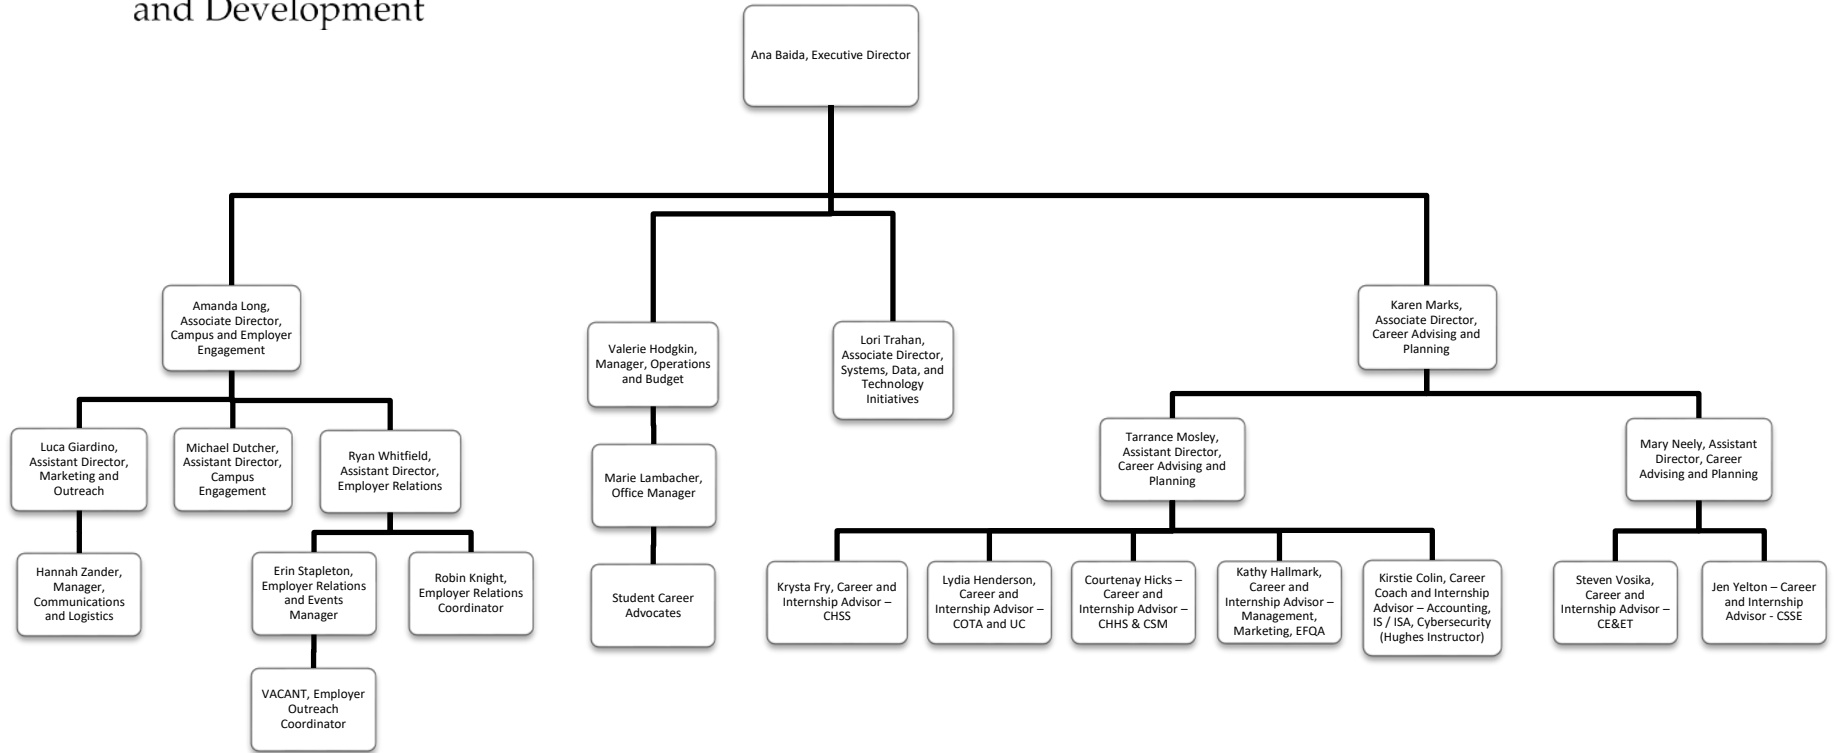 and Development
Ana Baida, Executive Director
Amanda Long,
Associate Director,
Campus and Employer
Engagement
Valerie Hodgkin,
Manager, Operations
and Budget
Lori Trahan,
Associate Director,
Systems, Data, and
Technology
Initiatives
Karen Marks,
Associate Director,
Career Advising and
Planning
Luca Giardino,
Assistant Director,
Marketing and
Outreach
Michael Dutcher,
Assistant Director,
Campus
Engagement
Ryan Whitfield,
Assistant Director,
Employer Relations
Marie Lambacher,
Office Manager
Tarrance Mosley,
Assistant Director,
Career Advising and
Planning
Mary Neely, Assistant
Director, Career
Advising and Planning
Hannah Zander,
Manager,
Communications
and Logistics
Erin Stapleton,
Employer Relations
and Events
Manager
Robin Knight,
Employer Relations
Coordinator
Student Career
Advocates
Krysta Fry, Career and
Internship Advisor –
CHSS
Lydia Henderson,
Career and
Internship Advisor –
COTA and UC
Courtenay Hicks –
Career and
Internship Advisor –
CHHS & CSM
Kathy Hallmark,
Career and
Internship Advisor –
Management,
Marketing, EFQA
Kirstie Colin, Career
Coach and Internship
Advisor – Accounting,
IS / ISA, Cybersecurity
(Hughes Instructor)
Steven Vosika,
Career and
Internship Advisor –
CE&ET
Jen Yelton – Career
and Internship
Advisor - CSSE
VACANT, Employer
Outreach
Coordinator